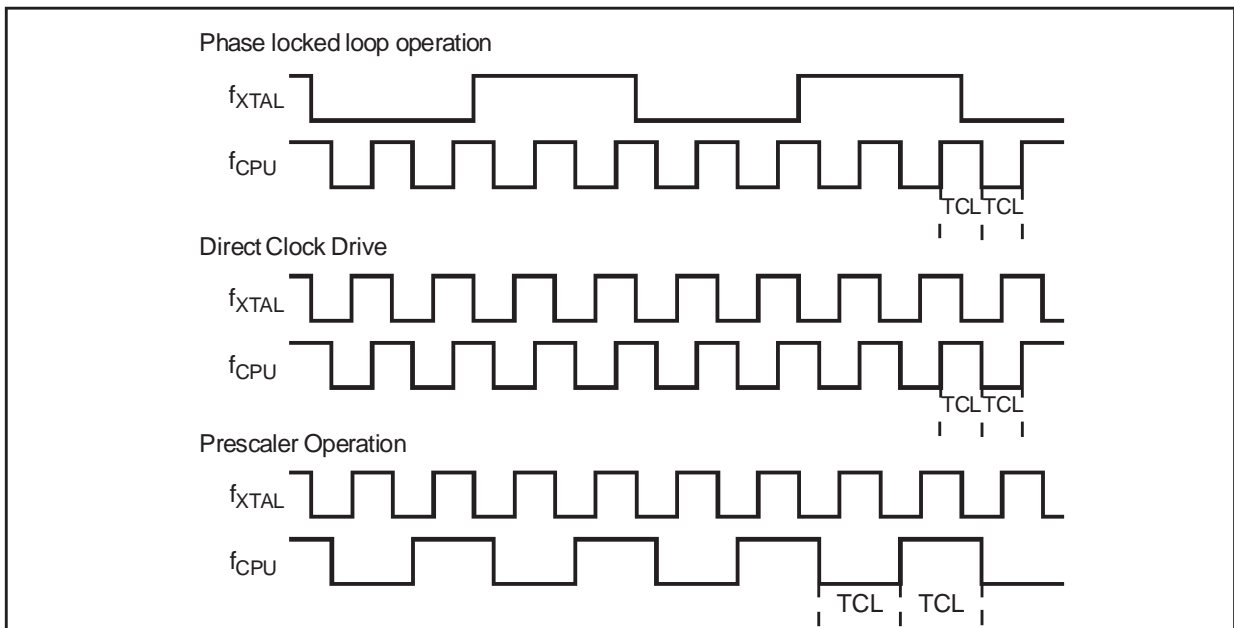 Phase locked loop operation
fXTAL
fCPU
TCL TCL
Direct Clock Drive
fXTAL
fCPU
TCL TCL
Prescaler Operation
fXTAL
fCPU
TCL TCL